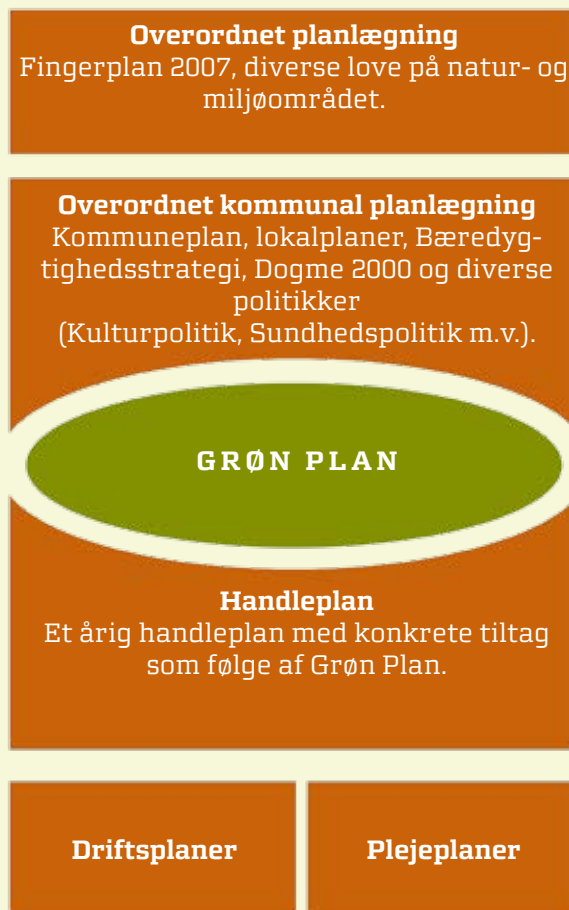 Overordnet planlægning
Fingerplan 2007, diverse love på natur- og
miljøområdet.
Overordnet kommunal planlægning
Kommuneplan, lokalplaner, Bæredyg-
tighedsstrategi, Dogme 2000 og diverse
politikker
(Kulturpolitik, Sundhedspolitik m.v.).
GRØN PLAN
Handleplan
Et årig handleplan med konkrete tiltag
som følge af Grøn Plan.
Driftsplaner
Plejeplaner